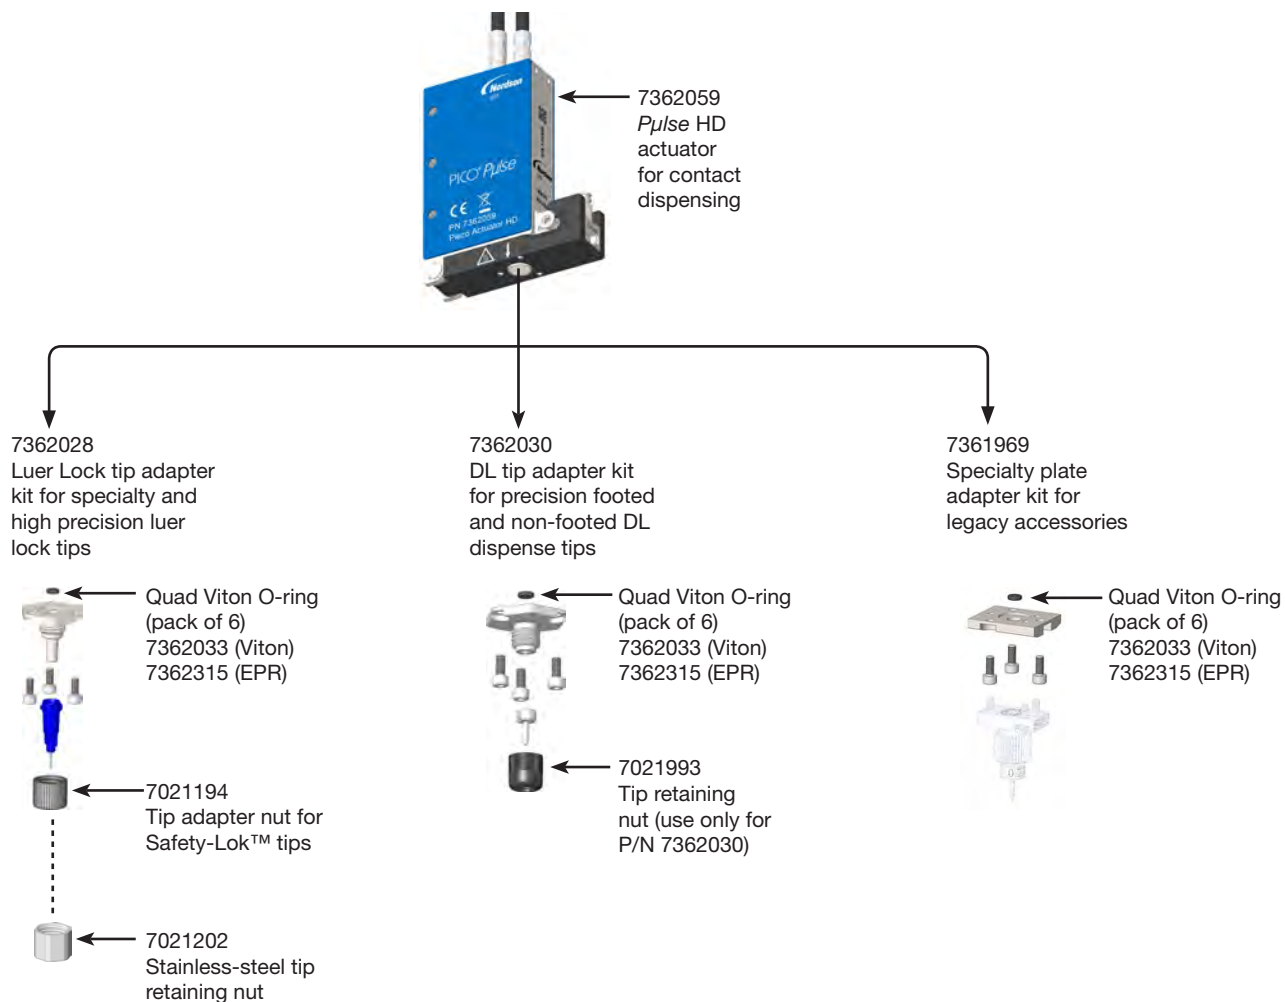 Nordson
EFD
PICO® Pµlse
CE
PN 7362059
Piezo Actuator HD
7362059
Pµlse HD
actuator
for contact
dispensing
7362028
Luer Lock tip adapter
kit for specialty and
high precision luer
lock tips
7362030
DL tip adapter kit
for precision footed
and non-footed DL
dispense tips
7361969
Specialty plate
adapter kit for
legacy accessories
Quad Viton O-ring
(pack of 6)
7362033 (Viton)
7362315 (EPR)
Quad Viton O-ring
(pack of 6)
7362033 (Viton)
7362315 (EPR)
Quad Viton O-ring
(pack of 6)
7362033 (Viton)
7362315 (EPR)
7021194
Tip adapter nut for
Safety-Lok™ tips
7021993
Tip retaining
nut (use only for
P/N 7362030)
7021202
Stainless-steel tip
retaining nut